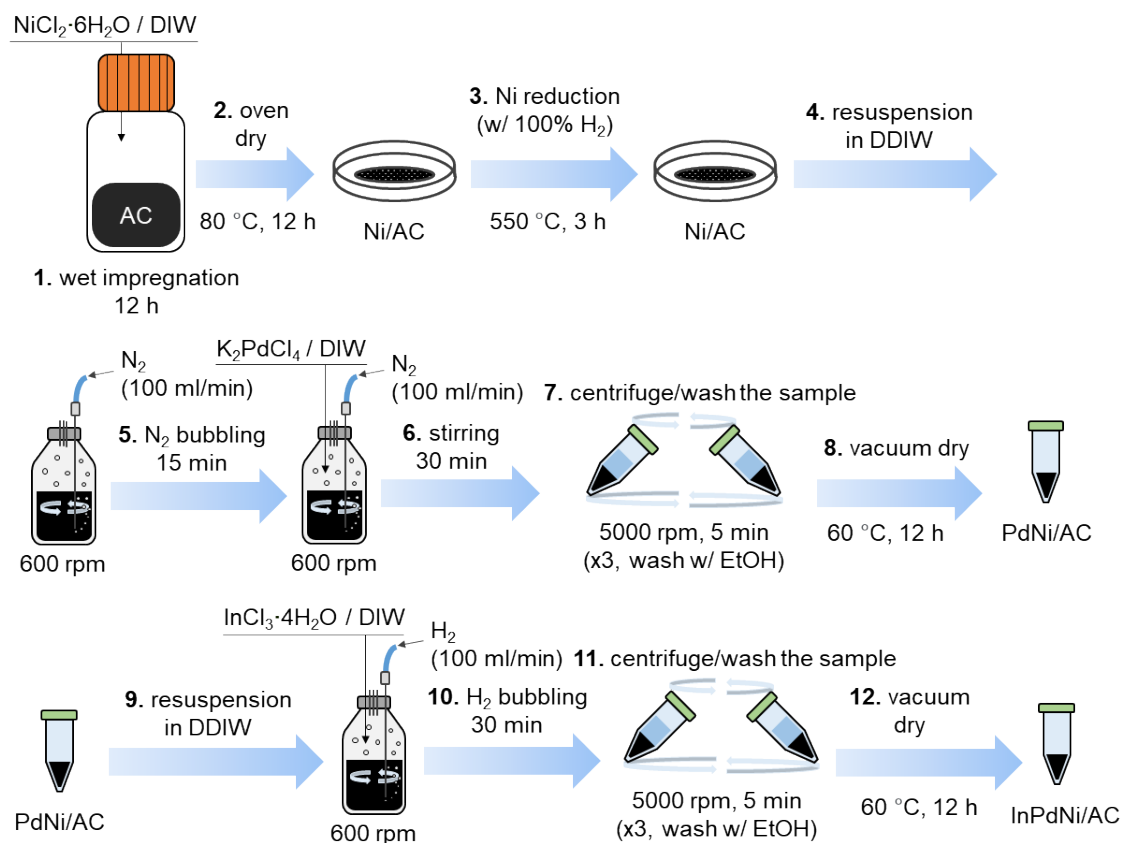 NiCl₂·6H₂O / DIW
AC
1. wet impregnation
12 h
2. oven
dry
80 °C, 12 h
Ni/AC
3. Ni reduction
(w/ 100% H₂)
550 °C, 3 h
Ni/AC
4. resuspension
in DDIW
N₂
(100 ml/min)
600 rpm
5. N₂ bubbling
15 min
K₂PdCl₄ / DIW
N₂
(100 ml/min)
600 rpm
6. stirring
30 min
7. centrifuge/wash the sample
5000 rpm, 5 min
(x3, wash w/ EtOH)
8. vacuum dry
60 °C, 12 h
PdNi/AC
PdNi/AC
9. resuspension
in DDIW
InCl₃·4H₂O / DIW
H₂
(100 ml/min)
600 rpm
10. H₂ bubbling
30 min
11. centrifuge/wash the sample
5000 rpm, 5 min
(x3, wash w/ EtOH)
12. vacuum
dry
60 °C, 12 h
InPdNi/AC